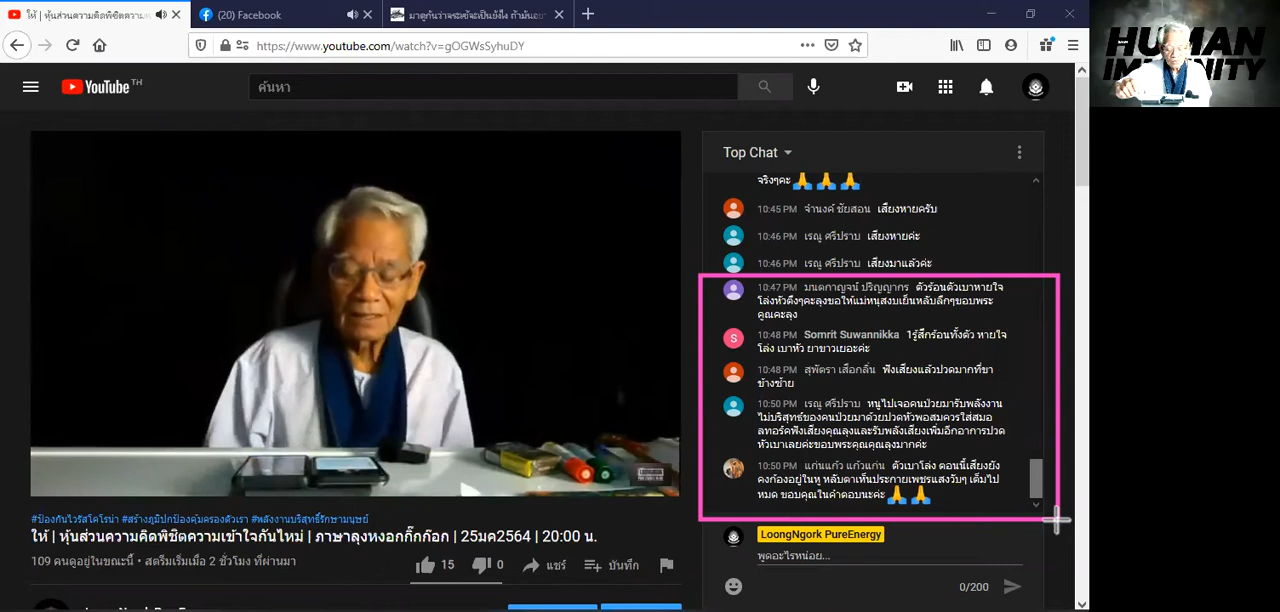 ให้ | หุ้นส่วนความคิดพิชิตความ
(20) Facebook
มาดูกันว่าจระเข้จะเป็นยังไง ถ้ามันอยา
https://www.youtube.com/watch?v=gOGWsSyhuDY
HUMAN
IMMUNITY
YouTube TH
ค้นหา
Top Chat
จริงๆคะ🙏🙏🙏
10:45 PM จำนงค์ ชัยสอน เสียงหายครับ
10:46 PM เรณู ศรีปราบ เสียงหายค่ะ
10:46 PM เรณู ศรีปราบ เสียงมาแล้วค่ะ
10:47 PM มนตกาญจน์ ปริญญากร ตัวร้อนตัวเบาหายใจ
โล่งหัวตึงๆคะลุงขอให้แม่หนุสงบเย็นหลับลึกๆขอบพระ
คูณคะลุง
S
10:48 PM Somrit Suwannikka 1รู้สึกร้อนทั้งตัว หายใจ
โล่ง เบาหัว ยาขาวเยอะค่ะ
10:48 PM สุพัตรา เสือกลิ่น ฟังเสียงแล้วปวดมากที่ขา
ข้างซ้าย
10:50 PM เรณู ศรีปราบ หนูไปเจอคนป่วยมารับพลังงาน
ไม่บริสุทธ์ของคนป่วยมาด้วยปวดหัวพอสมควรใส่สมอ
ลทอร์คฟังเสียงคุณลุงและรับพลังเสียงเพิ่มอีกอาการปวด
หัวเบาเลยค่ะขอบพระคุณคุณลุงมากค่ะ
10:50 PM แก่นแก้ว แก้วแก่น ตัวเบาโล่ง ตอนนี้เสียงยัง
คงก้องอยู่ในหู หลับตาเห็นประกายเพชรแสงวับๆ เต็มไป
หมด ขอบคุณในคำตอบนะค่ะ🙏🙏
#ป้องกันไวรัสโคโรน่า #สร้างภูมิปกป้องคุ้มครองตัวเรา #พลังงานบริสุทธิ์รักษามนุษย์
ให้ | หุ้นส่วนความคิดพิชิตความเข้าใจกันไหม่ | ภาษาลุงหงอกกิ๊กก๊อก | 25มค2564 | 20:00 น.
109 คนดูอยู่ในขณะนี้ • สตรีมเริ่มเมื่อ 2 ชั่วโมง ที่ผ่านมา
15
0
แชร์
บันทึก
LoongNgork PureEnergy
พูดอะไรหน่อย...
0/200